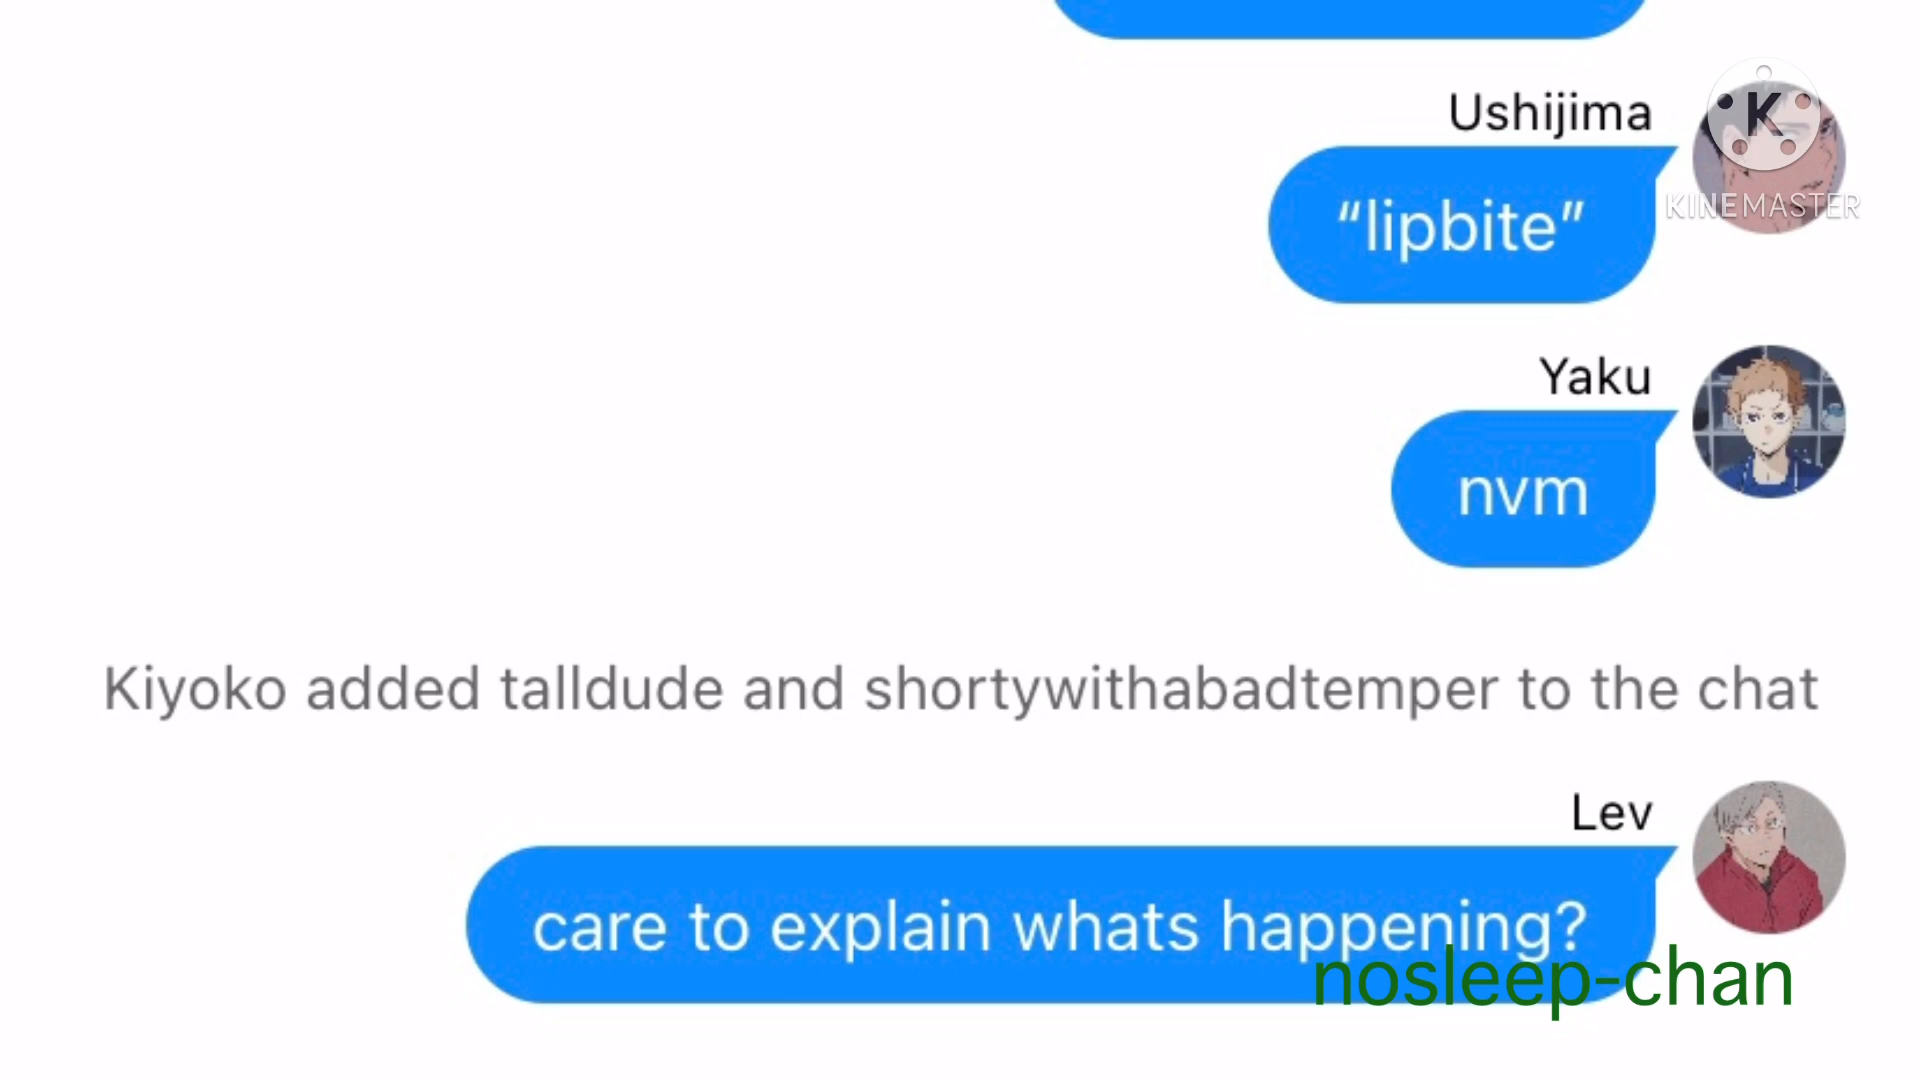 Ushijima
K
KINEMASTER
“lipbite”
Yaku
nvm
Kiyoko added talldude and shortywithabadtemper to the chat
Lev
care to explain whats happening?
nosleep-chan